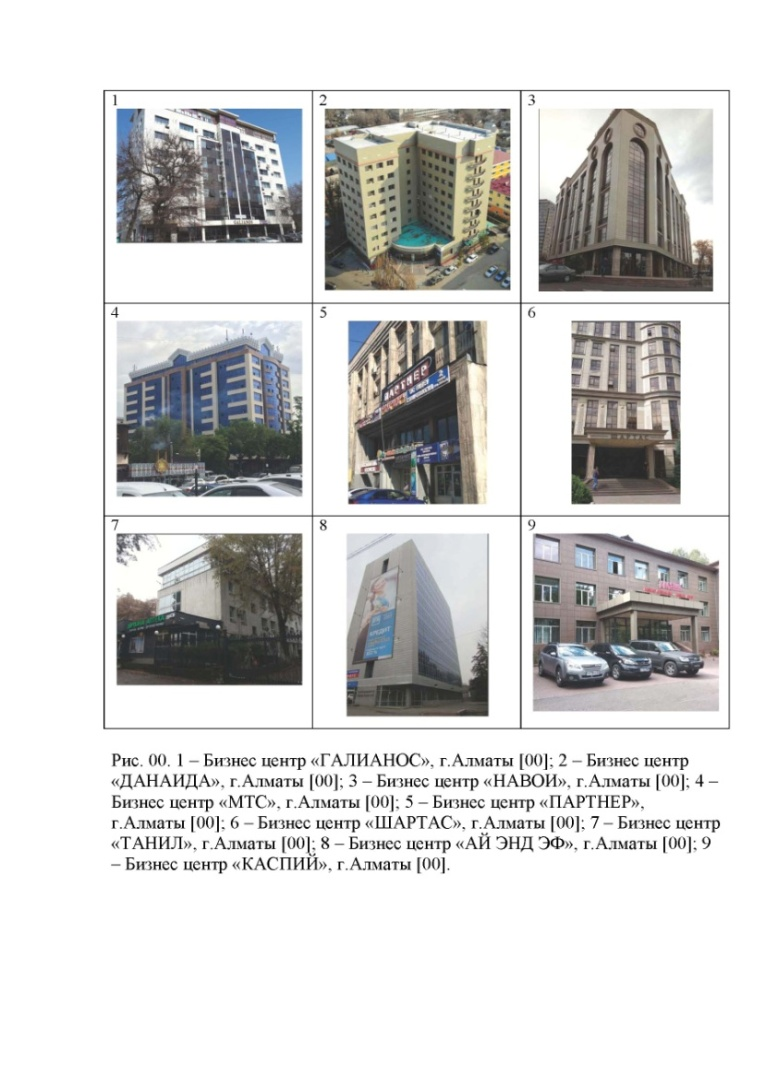 1
2
3
4
5
ПАРТНЕР
6
7
8
КРЕДИТ
9
Рис. 00. 1 – Бизнес центр «ГАЛИАНОС», г.Алматы [00]; 2 – Бизнес центр
«ДАНАИДА», г.Алматы [00]; 3 – Бизнес центр «НАВОИ», г.Алматы [00]; 4 –
Бизнес центр «МТС», г.Алматы [00]; 5 – Бизнес центр «ПАРТНЕР»,
г.Алматы [00]; 6 – Бизнес центр «ШАРТАС», г.Алматы [00]; 7 – Бизнес центр
«ТАНИЛ», г.Алматы [00]; 8 – Бизнес центр «АЙ ЭНД ЭФ», г.Алматы [00]; 9
– Бизнес центр «КАСПИЙ», г.Алматы [00].